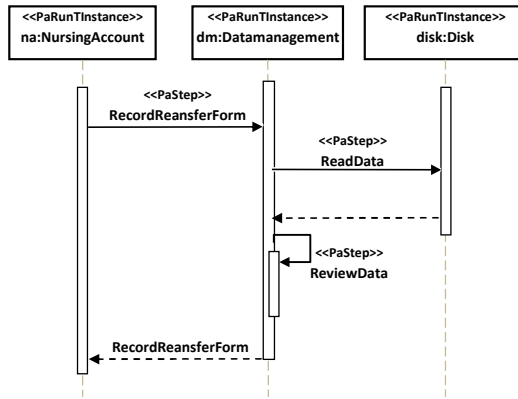 <<PaRunTInstance>>
na:NursingAccount
<<PaRunTInstance>>
dm:Datamanagement
<<PaRunTInstance>>
disk:Disk
<<PaStep>>
RecordReansferForm
<<PaStep>>
ReadData
<<PaStep>>
ReviewData
RecordReansferForm